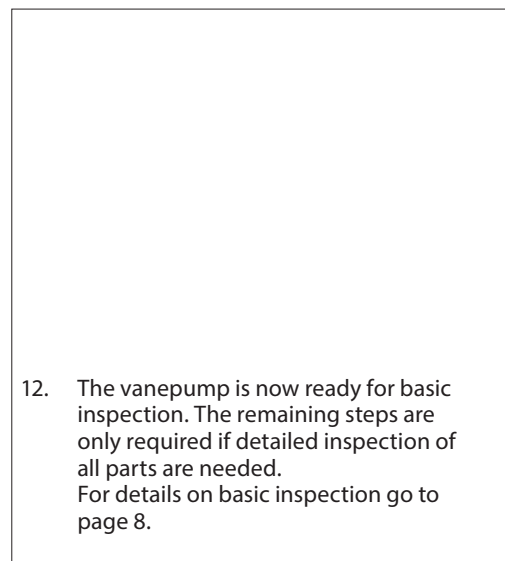 12. The vanepump is now ready for basic
inspection. The remaining steps are
only required if detailed inspection of
all parts are needed.
For details on basic inspection go to
page 8.